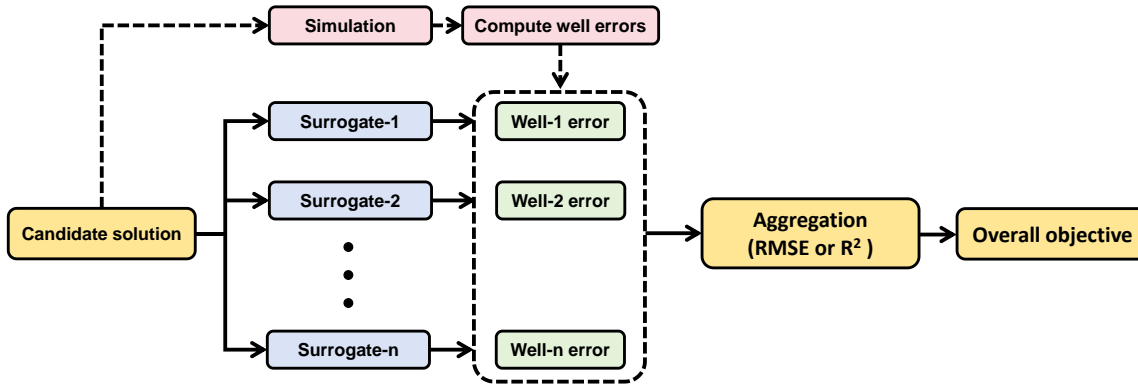 Simulation
Compute well errors
Surrogate-1
Well-1 error
Surrogate-2
Well-2 error
Candidate solution
Aggregation
(RMSE or R² )
Overall objective
Surrogate-n
Well-n error